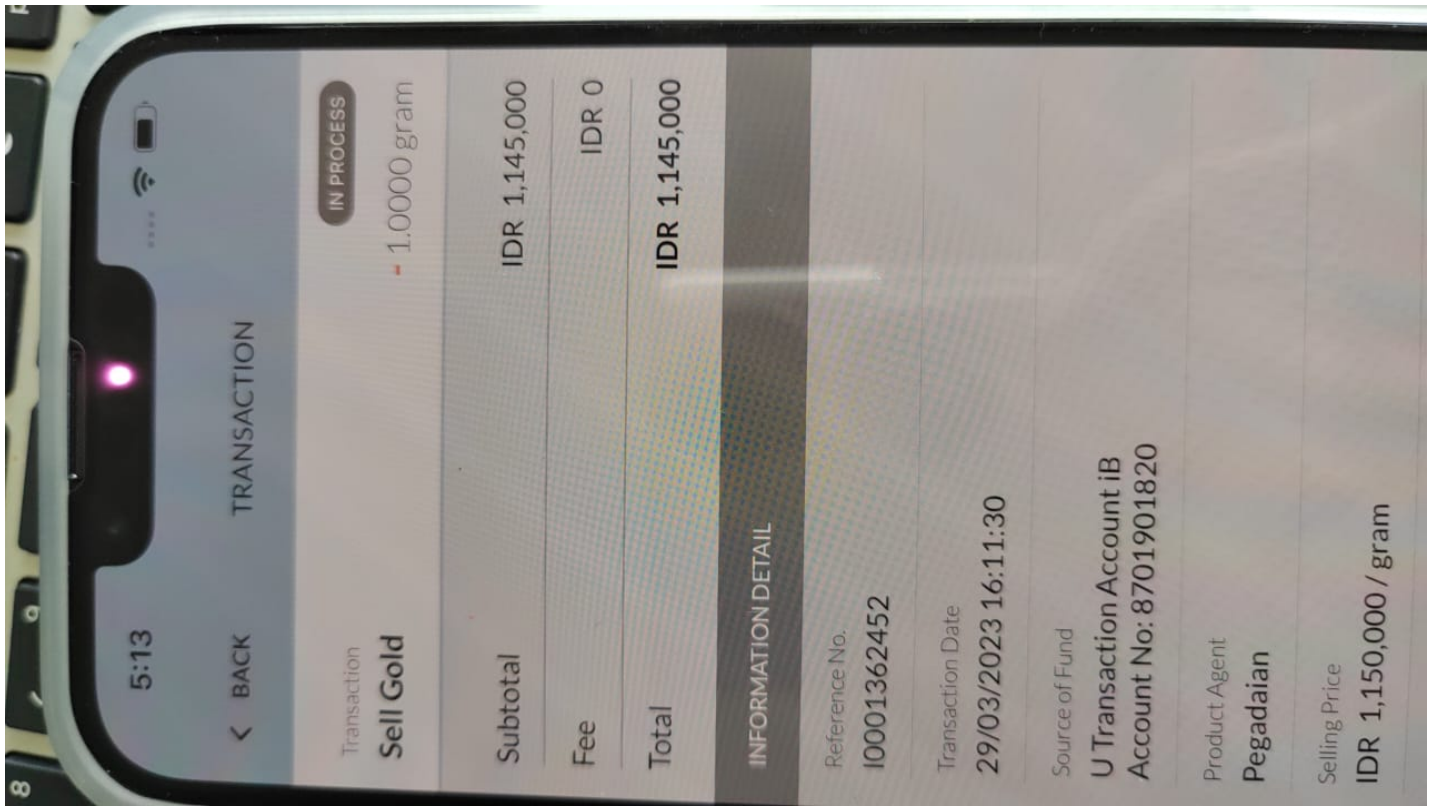 5:13
< BACK TRANSACTION
IN PROCESS
Transaction
Sell Gold - 1.0000 gram
Subtotal IDR 1,145,000
Fee IDR 0
Total IDR 1,145,000
INFORMATION DETAIL
Reference No.
I0001362452
Transaction Date
29/03/2023 16:11:30
Source of Fund
U Transaction Account iB
Account No: 8701901820
Product Agent
Pegadaian
Selling Price
IDR 1,150,000 / gram
8
9